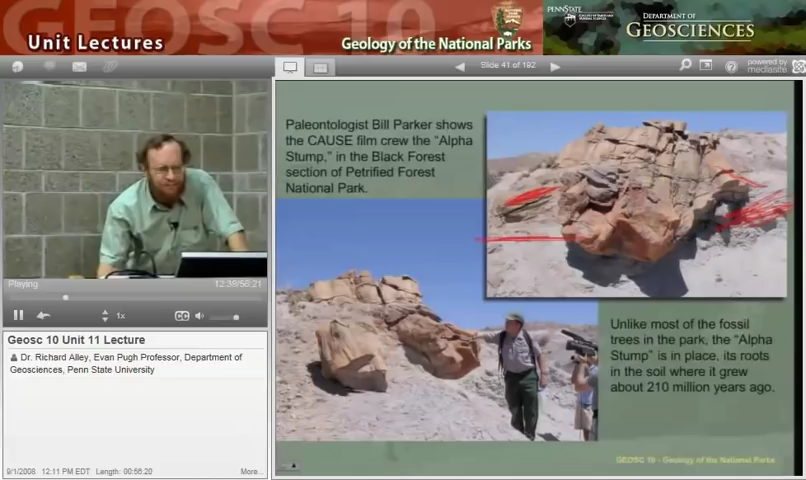 GEOSC 10
Unit Lectures
Geology of the National Parks
PENNSTATE
DEPARTMENT OF
GEOSCIENCES
Slide 41 of 192
powered by
mediasite
Playing
12:38/56:21
1x
CC
Geosc 10 Unit 11 Lecture
Dr. Richard Alley, Evan Pugh Professor, Department of
Geosciences, Penn State University
9/1/2008 12:11 PM EDT Length: 00:56:20
More...
Paleontologist Bill Parker shows
the CAUSE film crew the “Alpha
Stump,” in the Black Forest
section of Petrified Forest
National Park.
Unlike most of the fossil
trees in the park, the “Alpha
Stump” is in place, its roots
in the soil where it grew
about 210 million years ago.
GEOSC 10 - Geology of the National Parks